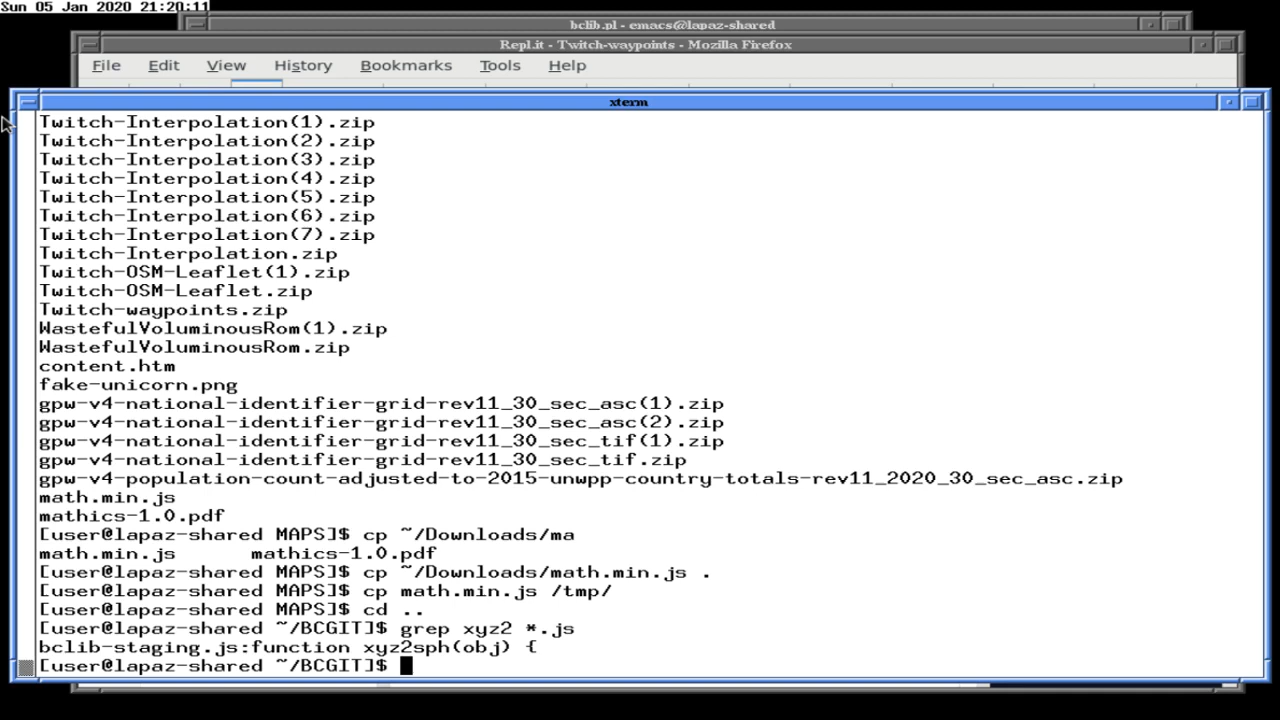 Sun 05 Jan 2020 21:20:11
bclib.pl - emacs@lapaz-shared
Repl.it - Twitch-waypoints - Mozilla Firefox
File Edit View History Bookmarks Tools Help
xterm
Twitch-Interpolation(1).zip
Twitch-Interpolation(2).zip
Twitch-Interpolation(3).zip
Twitch-Interpolation(4).zip
Twitch-Interpolation(5).zip
Twitch-Interpolation(6).zip
Twitch-Interpolation(7).zip
Twitch-Interpolation.zip
Twitch-OSM-Leaflet(1).zip
Twitch-OSM-Leaflet.zip
Twitch-waypoints.zip
WastefulVoluminousRom(1).zip
WastefulVoluminousRom.zip
content.htm
fake-unicorn.png
gpw-v4-national-identifier-grid-rev11_30_sec_asc(1).zip
gpw-v4-national-identifier-grid-rev11_30_sec_asc(2).zip
gpw-v4-national-identifier-grid-rev11_30_sec_tif(1).zip
gpw-v4-national-identifier-grid-rev11_30_sec_tif.zip
gpw-v4-population-count-adjusted-to-2015-unwpp-country-totals-rev11_2020_30_sec_asc.zip
math.min.js
mathics-1.0.pdf
[user@lapaz-shared MAPS]$ cp ~/Downloads/ma
math.min.js      mathics-1.0.pdf
[user@lapaz-shared MAPS]$ cp ~/Downloads/math.min.js .
[user@lapaz-shared MAPS]$ cp math.min.js /tmp/
[user@lapaz-shared MAPS]$ cd ..
[user@lapaz-shared ~/BCGIT]$ grep xyz2 *.js
bclib-staging.js:function xyz2sph(obj) {
[user@lapaz-shared ~/BCGIT]$